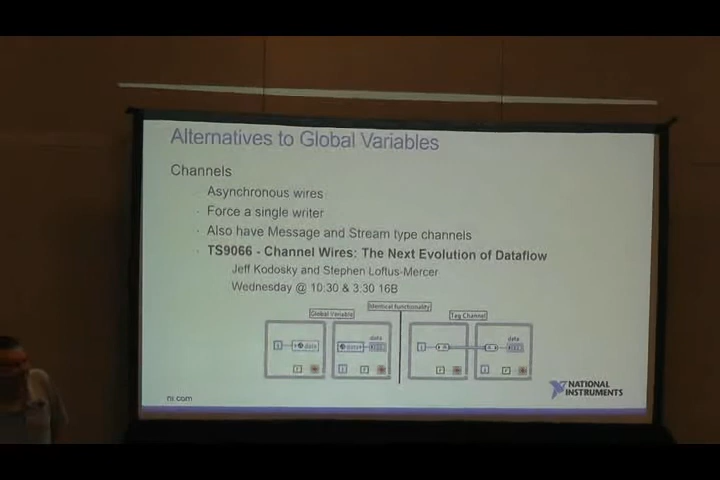 Alternatives to Global Variables
Channels
Asynchronous wires
· Force a single writer
· Also have Message and Stream type channels
· TS9066 - Channel Wires: The Next Evolution of Dataflow
Jeff Kodosky and Stephen Loftus-Mercer
Wednesday @ 10:30 & 3:30 16B
Identical functionality
Global Variable
Tag Channel
data
data
data
data
ni.com
NATIONAL
INSTRUMENTS